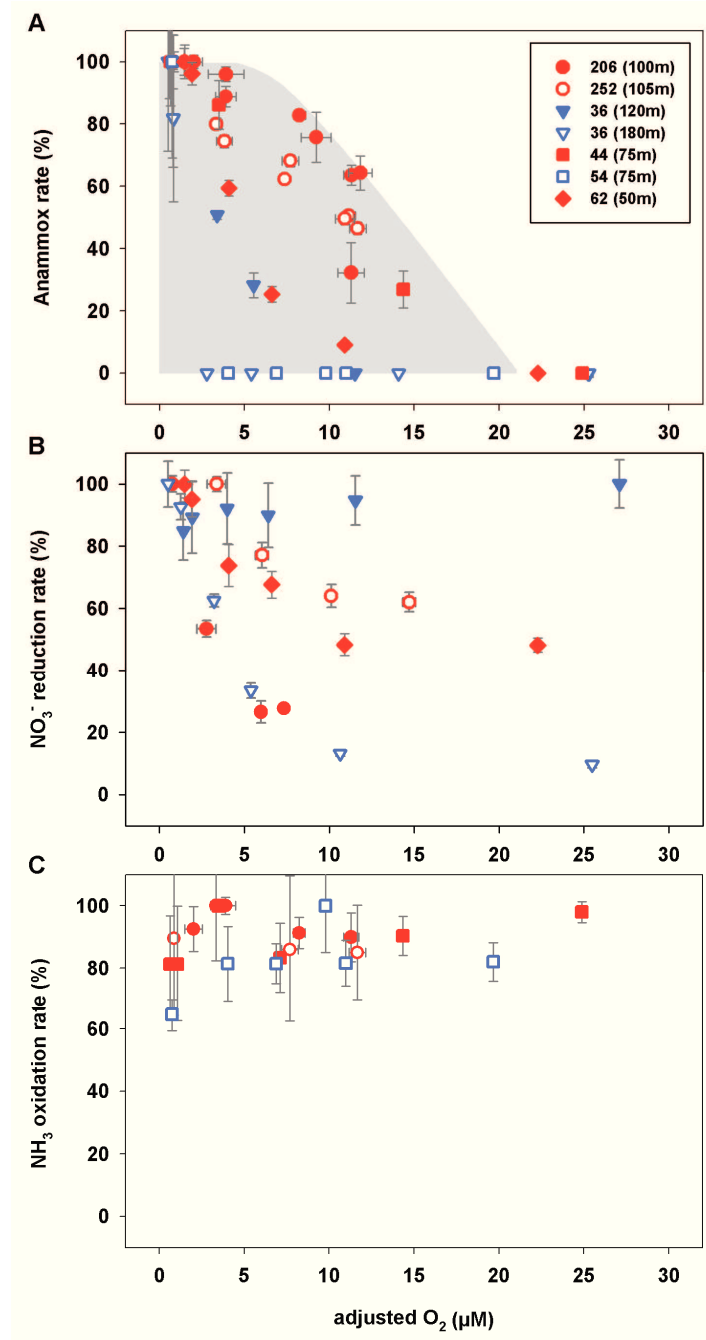 A
Anammox rate (%)
100
80
60
40
20
0
206 (100m)
252 (105m)
36 (120m)
36 (180m)
44 (75m)
54 (75m)
62 (50m)
0 5 10 15 20 25 30
B
NO3- reduction rate (%)
100
80
60
40
20
0
0 5 10 15 20 25 30
C
NH3 oxidation rate (%)
100
80
60
40
20
0
0 5 10 15 20 25 30
adjusted O2 (µM)